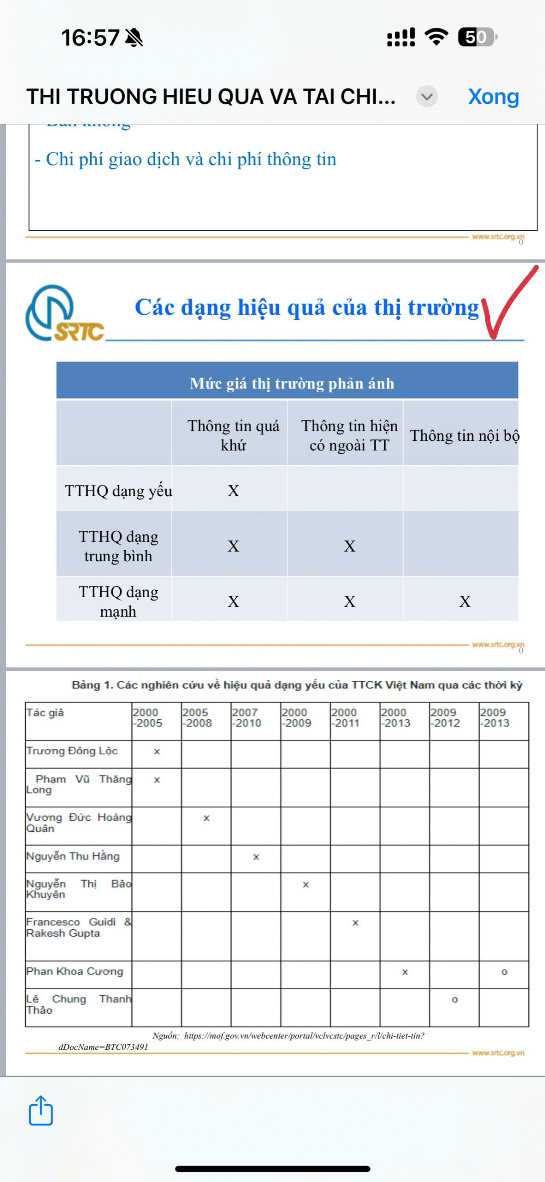 16:57
50
THI TRUONG HIEU QUA VA TAI CHI...
Xong
- Chi phí giao dịch và chi phí thông tin
www.srtc.org.vn
0
SRTC
Các dạng hiệu quả của thị trường
Mức giá thị trường phản ánh
Thông tin quá khứ
Thông tin hiện có ngoài TT
Thông tin nội bộ
TTHQ dạng yếu X
TTHQ dạng trung bình X X
TTHQ dạng mạnh X X X
www.srtc.org.vn
0
Bảng 1. Các nghiên cứu về hiệu quả dạng yếu của TTCK Việt Nam qua các thời kỳ
Tác giả 2000-2005 2005-2008 2007-2010 2000-2009 2000-2011 2000-2013 2009-2012 2009-2013
Trương Đông Lộc x
Phạm Vũ Thăng Long x
Vương Đức Hoàng Quân x
Nguyễn Thu Hằng x
Nguyễn Thị Bảo Khuyên x
Francesco Guidi & Rakesh Gupta x
Phan Khoa Cương x o
Lê Chung Thanh Thảo o
Nguồn: https://mof.gov.vn/webcenter/portal/vclvcstc/pages_r/l/chi-tiet-tin?
dDocName=BTC073491
www.srtc.org.vn